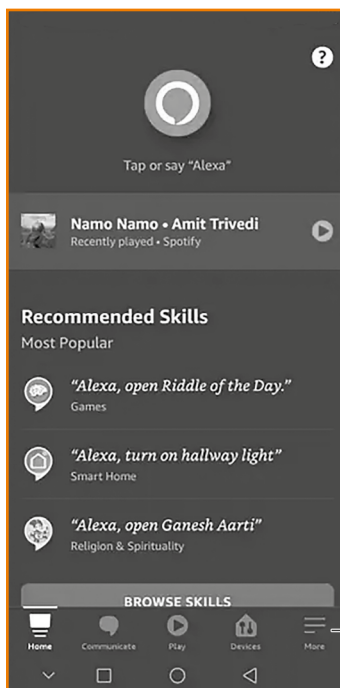 ?
Tap or say “Alexa”
Namo Namo • Amit Trivedi
Recently played • Spotify
Recommended Skills
Most Popular
“Alexa, open Riddle of the Day.”
Games
“Alexa, turn on hallway light”
Smart Home
“Alexa, open Ganesh Aarti”
Religion & Spirituality
BROWSE SKILLS
Home Communicate Play Devices More